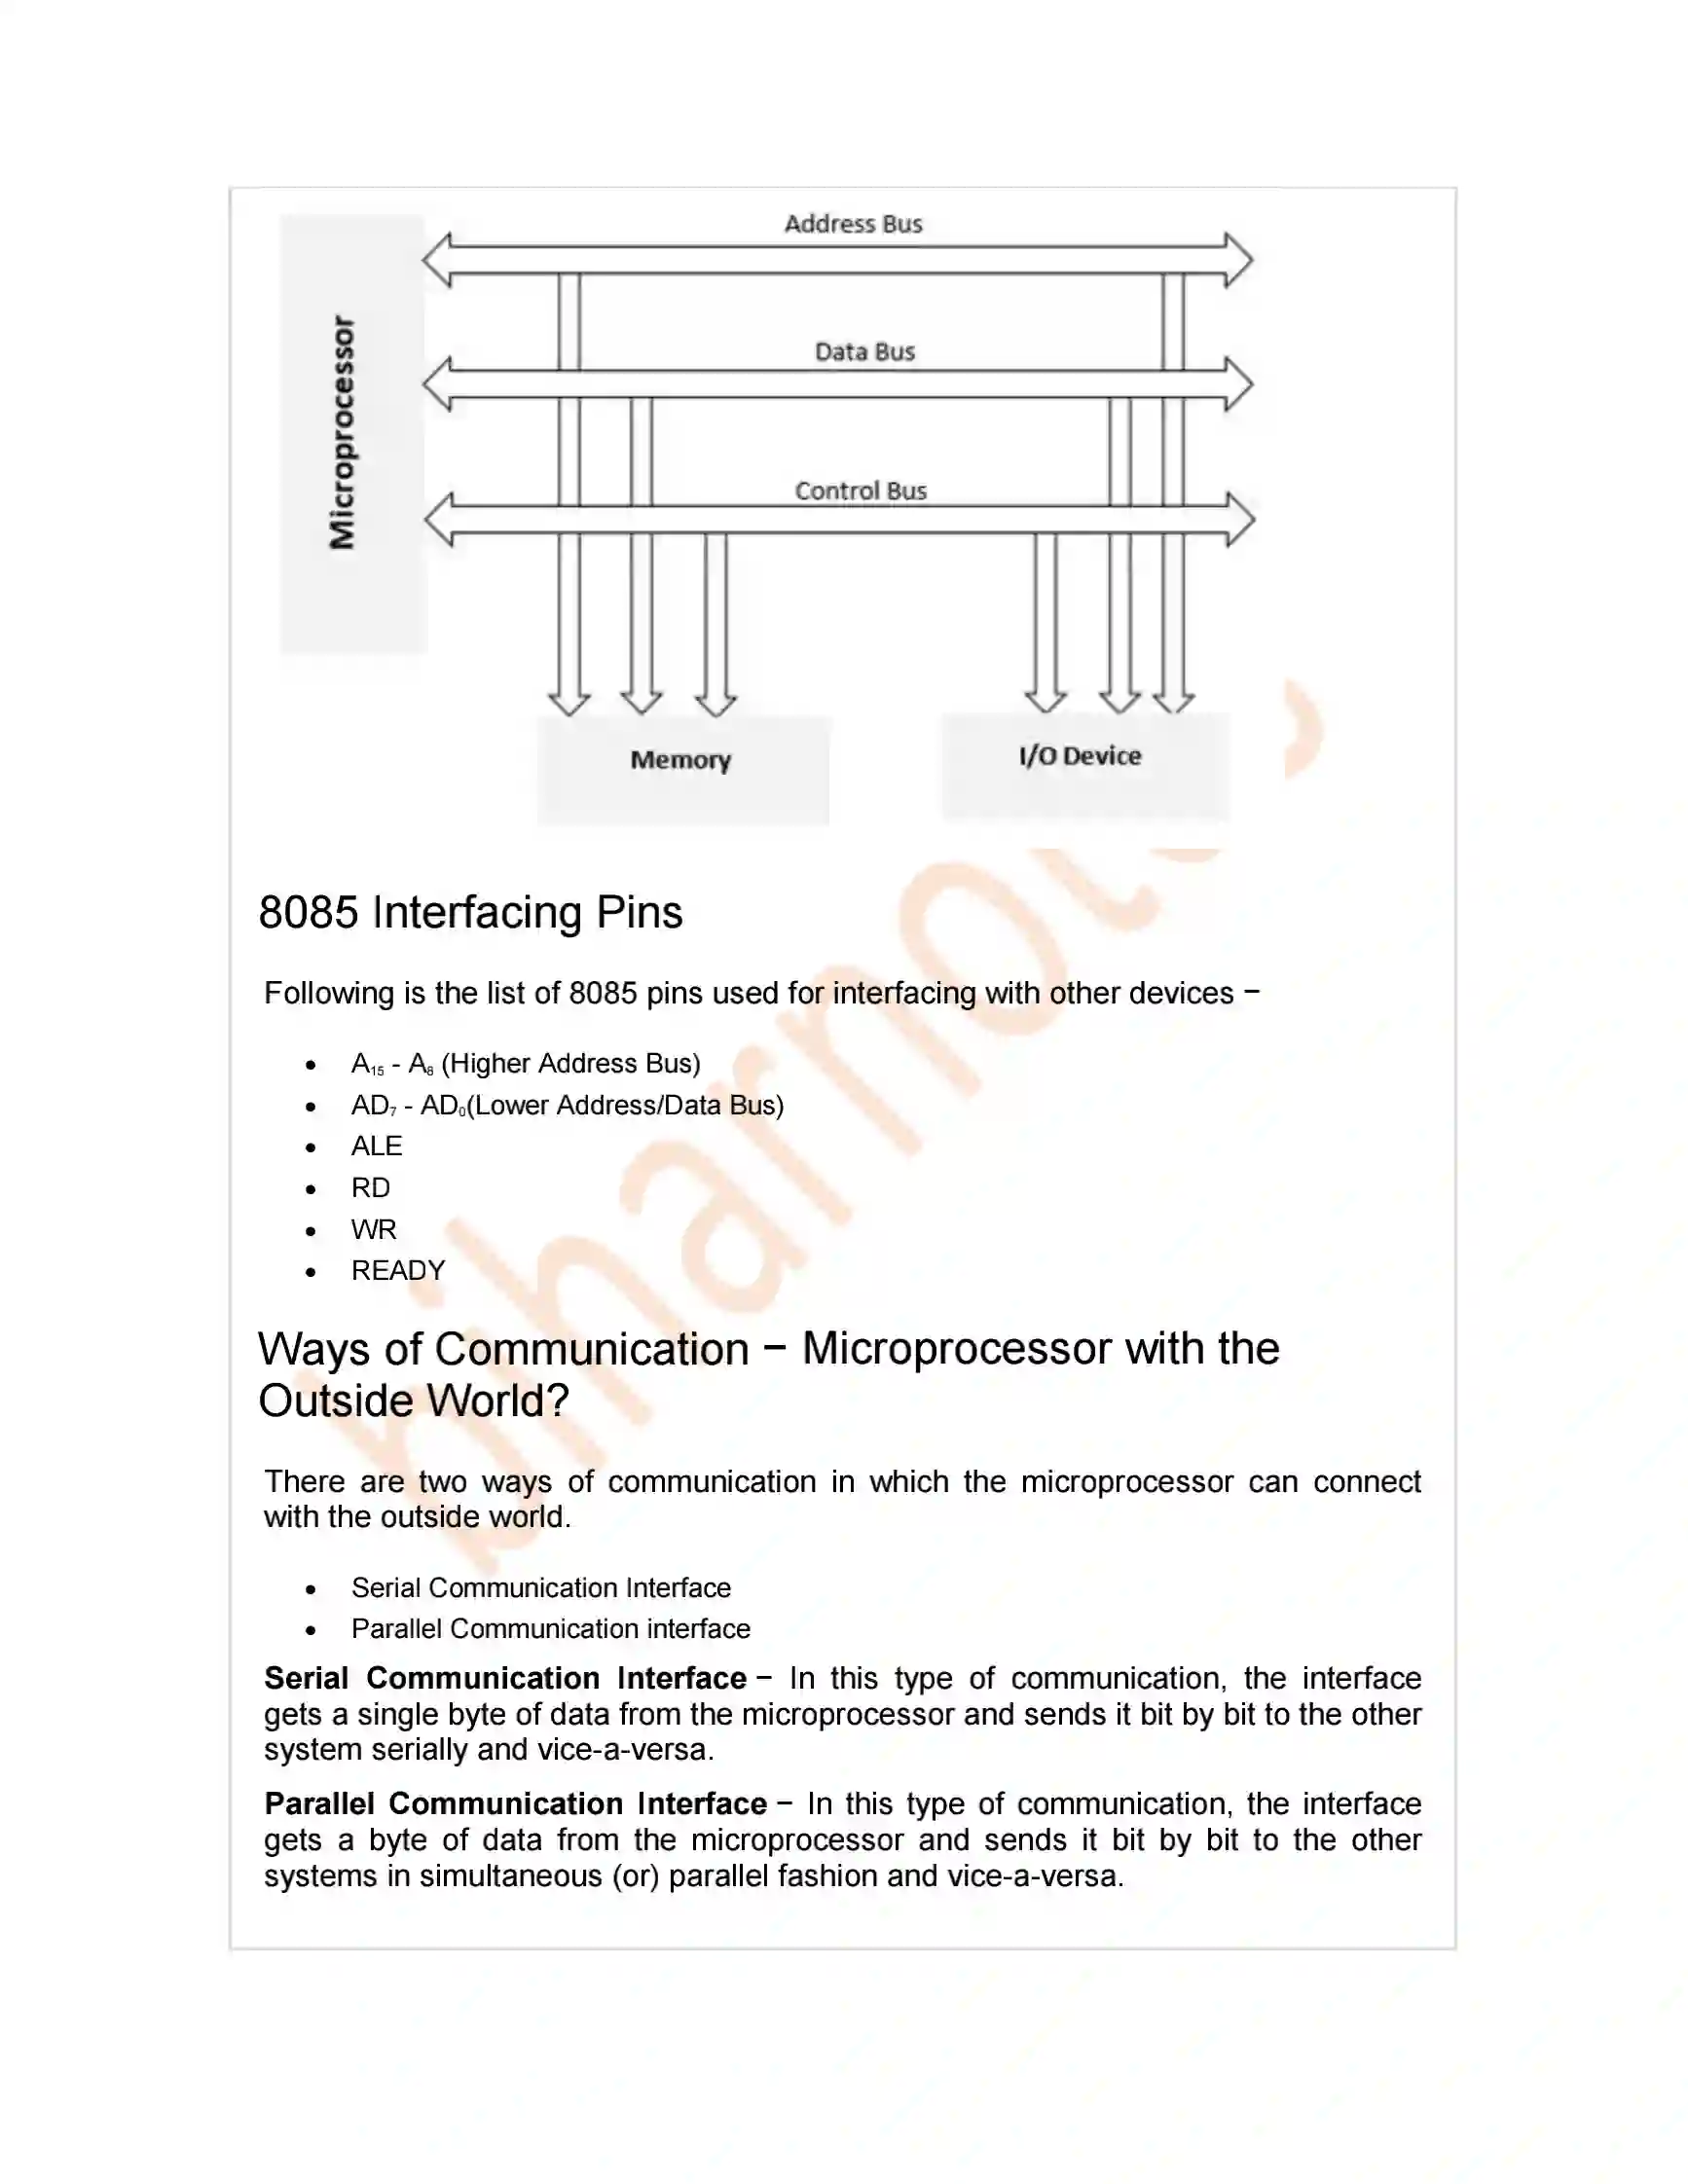 Address Bus
Data Bus
Control Bus
Microprocessor
Memory
I/O Device
8085 Interfacing Pins
Following is the list of 8085 pins used for interfacing with other devices −
• A₁₅ - A₈ (Higher Address Bus)
• AD₇ - AD₀(Lower Address/Data Bus)
• ALE
• RD
• WR
• READY
Ways of Communication − Microprocessor with the
Outside World?
There are two ways of communication in which the microprocessor can connect
with the outside world.
• Serial Communication Interface
• Parallel Communication interface
Serial Communication Interface − In this type of communication, the interface
gets a single byte of data from the microprocessor and sends it bit by bit to the other
system serially and vice-a-versa.
Parallel Communication Interface − In this type of communication, the interface
gets a byte of data from the microprocessor and sends it bit by bit to the other
systems in simultaneous (or) parallel fashion and vice-a-versa.